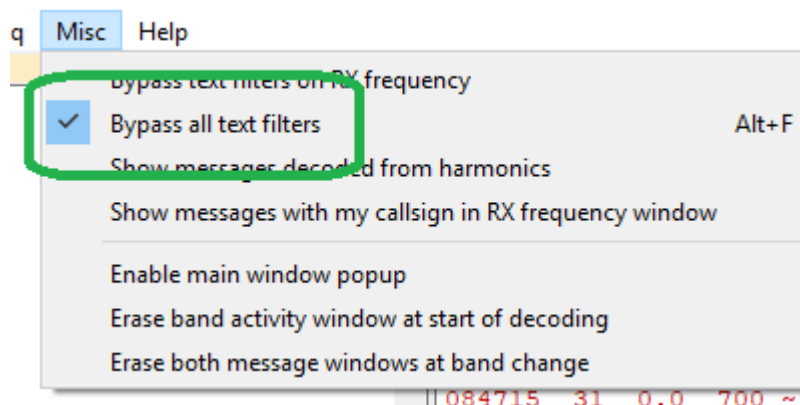 q Misc Help
Bypass text filters on RX frequency
Bypass all text filters Alt+F
Show messages decoded from harmonics
Show messages with my callsign in RX frequency window
Enable main window popup
Erase band activity window at start of decoding
Erase both message windows at band change
084715 31 0.0 700 ~